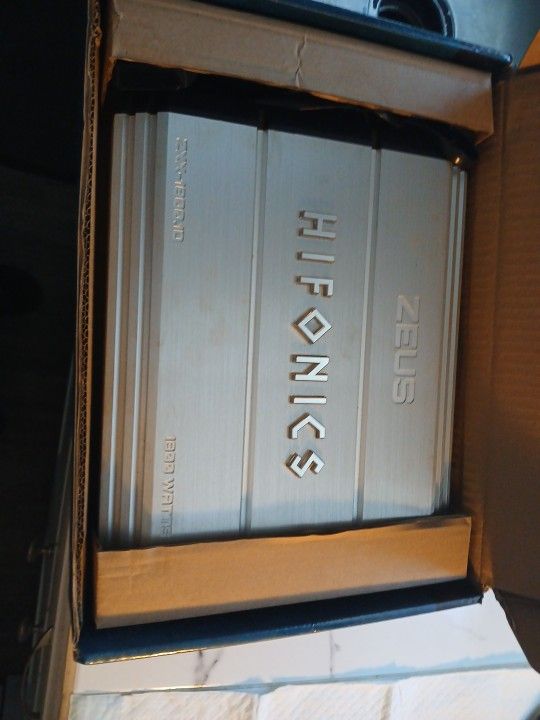 ZEUS
HIFONICS
ZXX-1800.1D
1800 WATTS